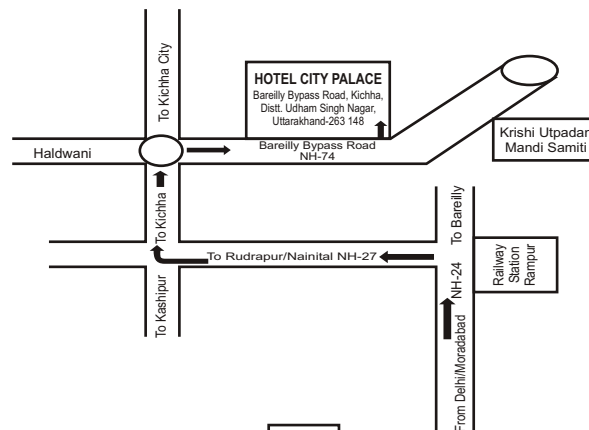 To Kichha City
HOTEL CITY PALACE
Bareilly Bypass Road, Kichha,
Distt. Udham Singh Nagar,
Uttarakhand-263 148
Haldwani
Bareilly Bypass Road
NH-74
Krishi Utpadan
Mandi Samiti
To Kichha
To Bareilly
To Rudrapur/Nainital NH-27
NH-24
Railway
Station
Rampur
To Kashipur
From Delhi/Moradabad